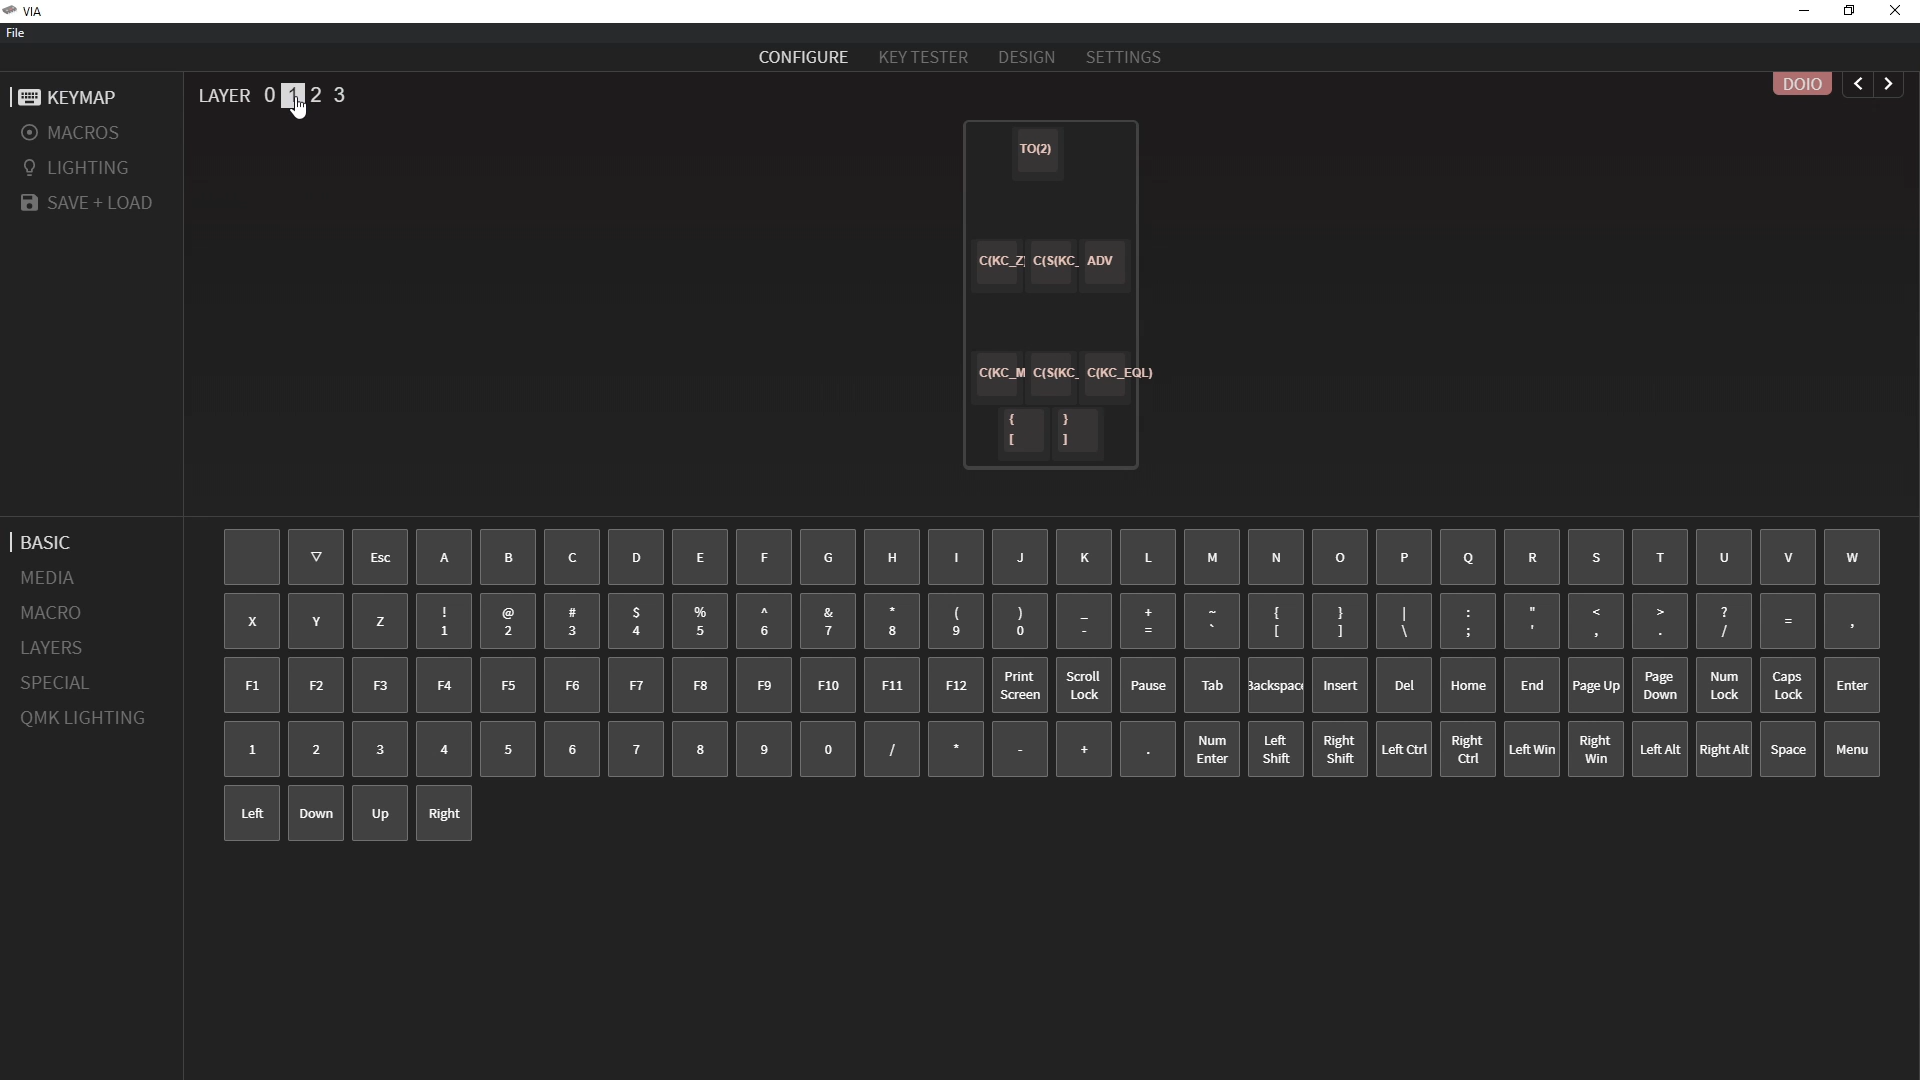 VIA
File
CONFIGURE KEY TESTER DESIGN SETTINGS
KEYMAP
MACROS
LIGHTING
SAVE + LOAD
LAYER 0 1 2 3
DOIO
TO(2)
C(KC_Z) C(S(KC_ ADV
C(KC_M C(S(KC_ C(KC_EQL)
{ }
[ ]
BASIC
MEDIA
MACRO
LAYERS
SPECIAL
QMK LIGHTING
▽ Esc A B C D E F G H I J K L M N O P Q R S T U V W
! @ # $ % ^ & * ( ) _ + ~ { } | : " < > ?
X Y Z 1 2 3 4 5 6 7 8 9 0 - = ` [ ] \ ; ' , . / = ,
F1 F2 F3 F4 F5 F6 F7 F8 F9 F10 F11 F12 Print Screen Scroll Lock Pause Tab Backspace Insert Del Home End Page Up Page Down Num Lock Caps Lock Enter
1 2 3 4 5 6 7 8 9 0 / * - + . Num Enter Left Shift Right Shift Left Ctrl Right Ctrl Left Win Right Win Left Alt Right Alt Space Menu
Left Down Up Right